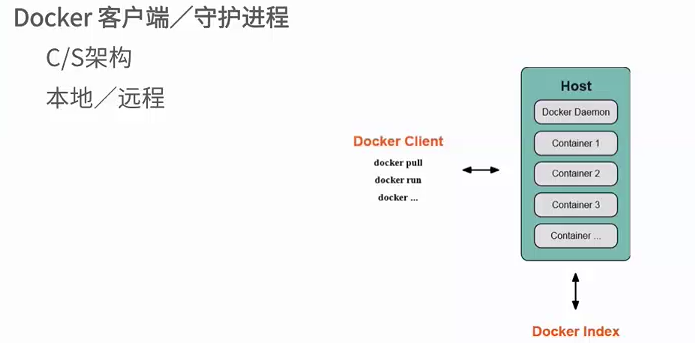 Docker 客户端／守护进程
C/S架构
本地／远程
Docker Client
docker pull
docker run
docker ...
Host
Docker Daemon
Container 1
Container 2
Container 3
Container ...
Docker Index